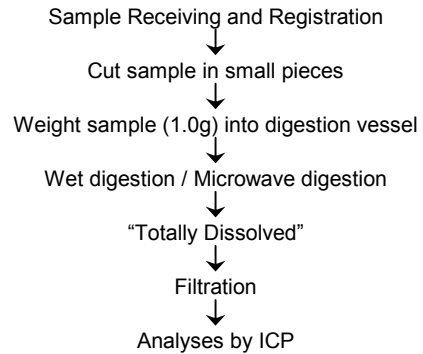 Sample Receiving and Registration
Cut sample in small pieces
Weight sample (1.0g) into digestion vessel
Wet digestion / Microwave digestion
“Totally Dissolved”
Filtration
Analyses by ICP